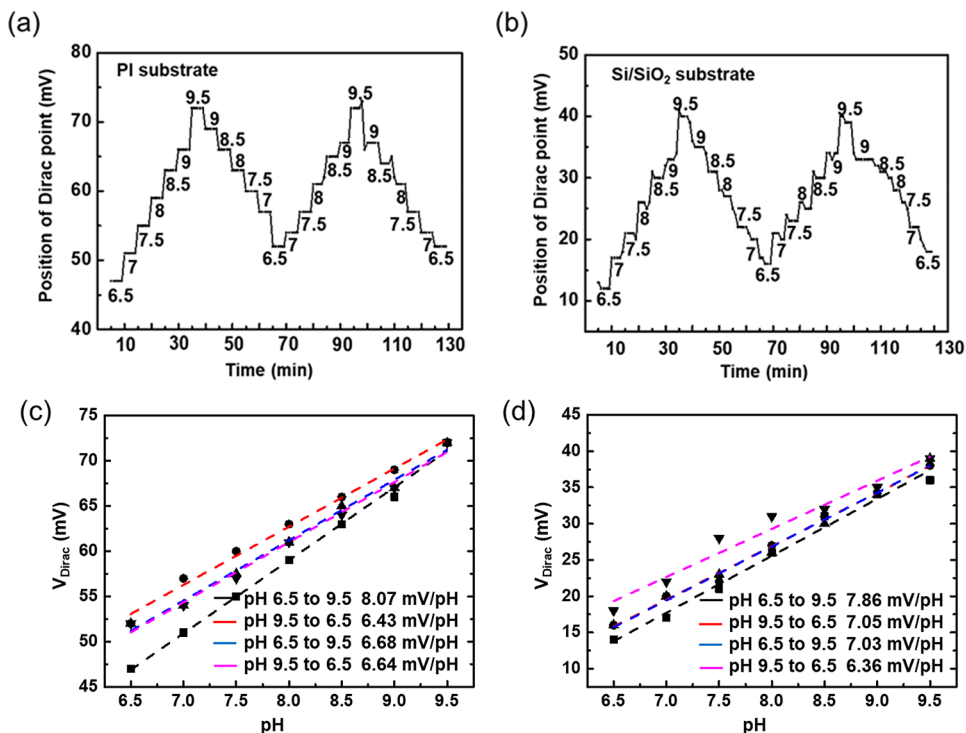 (a)
PI substrate
Position of Dirac point (mV)
80
70
60
50
40
6.5
7
7.5
8
8.5
9
9.5
9
8.5
8
7.5
7
6.5
7
7.5
8
8.5
9
9.5
9
8.5
8
7
7.5
6.5
10 30 50 70 90 110 130
Time (min)
(b)
Si/SiO2 substrate
Position of Dirac point (mV)
50
40
30
20
10
6.5
7
7.5
8
8.5
9
9.5
9
8.5
8
7.5
7
6.5
7
7.5
8
8.5
9
9.5
9
8.5
8
7.5
7
6.5
10 30 50 70 90 110 130
Time (min)
(c)
VDirac (mV)
75
70
65
60
55
50
45
pH 6.5 to 9.5 8.07 mV/pH
pH 9.5 to 6.5 6.43 mV/pH
pH 6.5 to 9.5 6.68 mV/pH
pH 9.5 to 6.5 6.64 mV/pH
6.5 7.0 7.5 8.0 8.5 9.0 9.5
pH
(d)
VDirac (mV)
45
40
35
30
25
20
15
10
pH 6.5 to 9.5 7.86 mV/pH
pH 9.5 to 6.5 7.05 mV/pH
pH 6.5 to 9.5 7.03 mV/pH
pH 9.5 to 6.5 6.36 mV/pH
6.5 7.0 7.5 8.0 8.5 9.0 9.5
pH